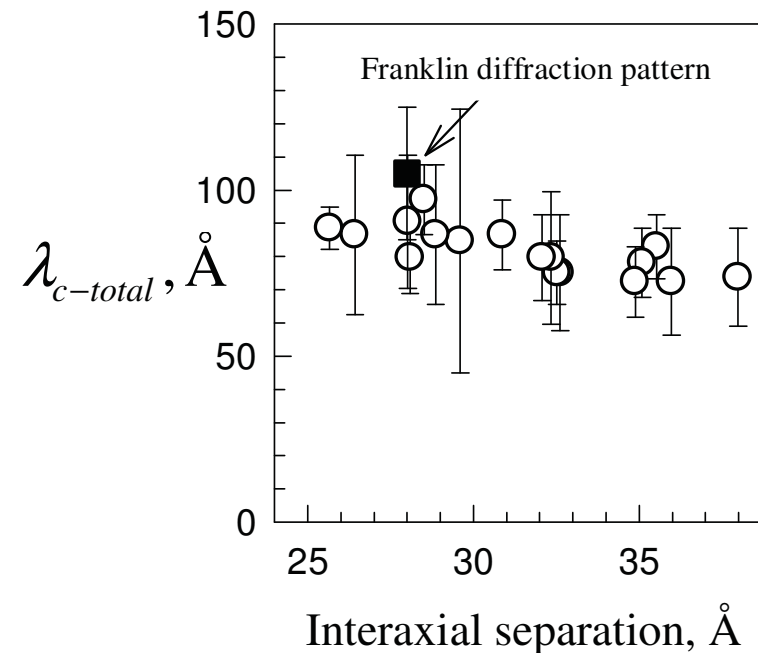 150
Franklin diffraction pattern
100
λc−total, Å
50
0
25 30 35
Interaxial separation, Å